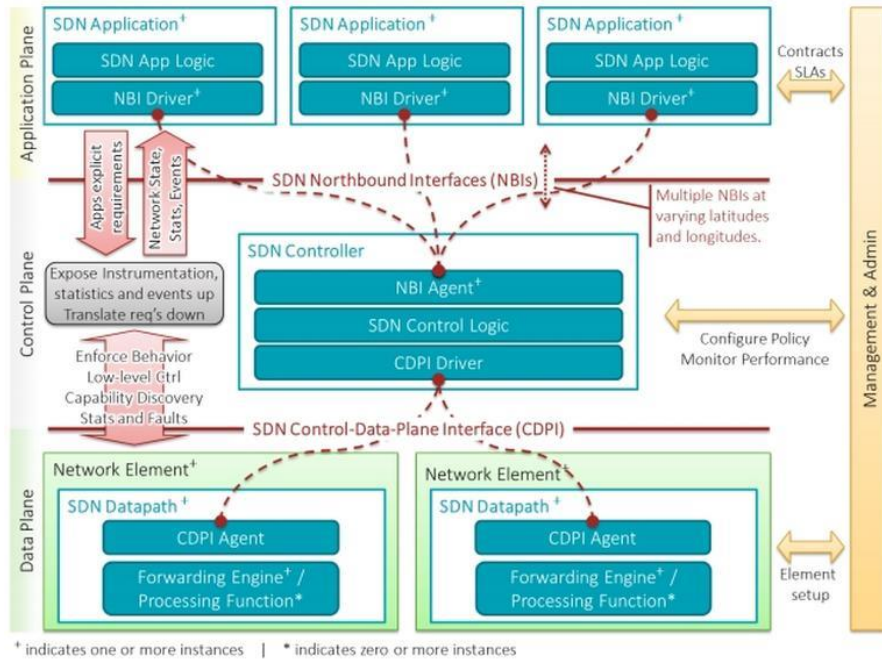 Application Plane
SDN Application+
SDN App Logic
NBI Driver+
SDN Application+
SDN App Logic
NBI Driver+
SDN Application+
SDN App Logic
NBI Driver+
Contracts
SLAs
Apps explicit
requirements
Network State,
Stats, Events
SDN Northbound Interfaces (NBIs)
Multiple NBIs at
varying latitudes
and longitudes.
Control Plane
Expose Instrumentation,
statistics and events up
Translate req's down
SDN Controller
NBI Agent+
SDN Control Logic
CDPI Driver
Configure Policy
Monitor Performance
Management & Admin
Enforce Behavior
Low-level Ctrl
Capability Discovery
Stats and Faults
SDN Control-Data-Plane Interface (CDPI)
Data Plane
Network Element+
SDN Datapath+
CDPI Agent
Forwarding Engine+ /
Processing Function*
Network Element+
SDN Datapath+
CDPI Agent
Forwarding Engine+ /
Processing Function*
Element
setup
+ indicates one or more instances | * indicates zero or more instances